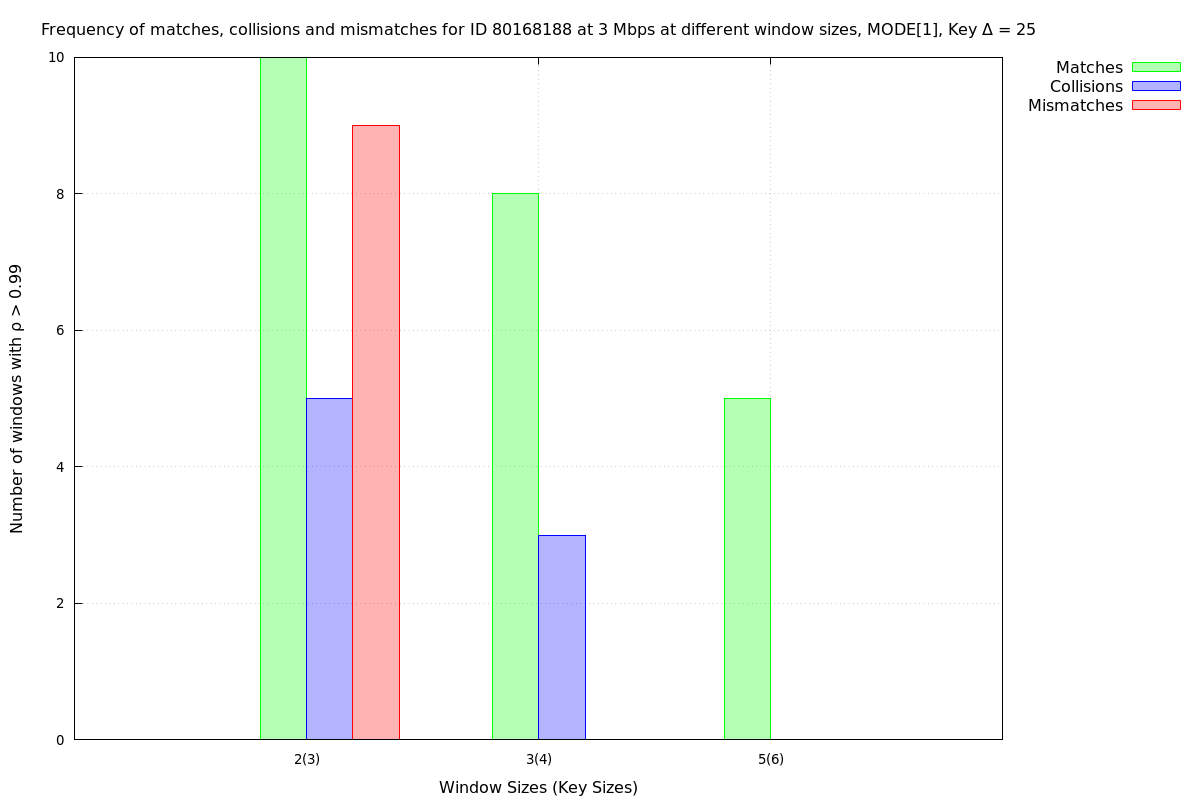 Frequency of matches, collisions and mismatches for ID 80168188 at 3 Mbps at different window sizes, MODE[1], Key Δ = 25
Matches
Collisions
Mismatches
Number of windows with ρ > 0.99
10
8
6
4
2
0
2(3)
3(4)
5(6)
Window Sizes (Key Sizes)